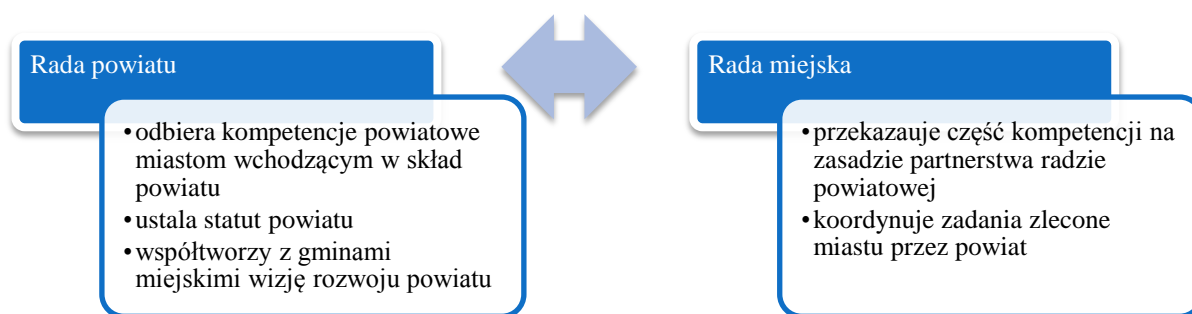 Rada powiatu
•odbiera kompetencje powiatowe
miastom wchodzącym w skład
powiatu
•ustala statut powiatu
•współtworzy z gminami
miejskimi wizję rozwoju powiatu
Rada miejska
•przekazauje część kompetencji na
zasadzie partnerstwa radzie
powiatowej
•koordynuje zadania zlecone
miastu przez powiat